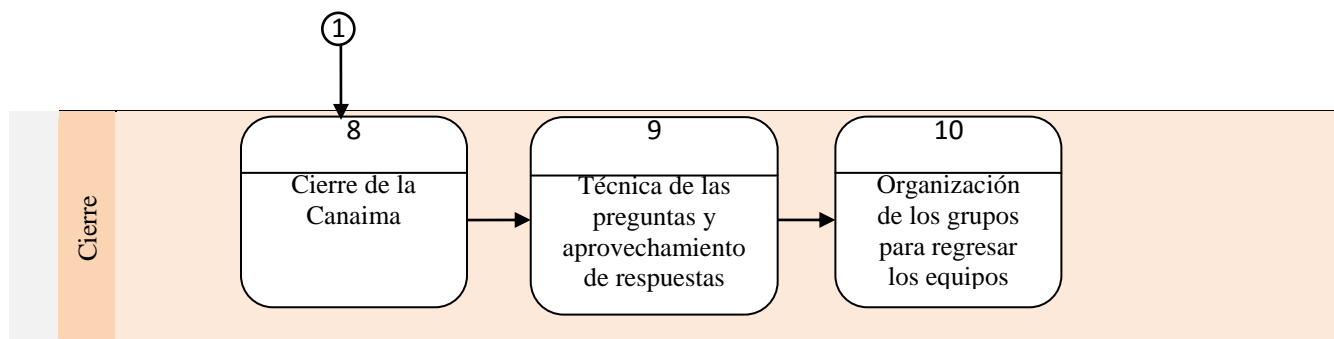 1
Cierre
8
Cierre de la
Canaima
9
Técnica de las
preguntas y
aprovechamiento
de respuestas
10
Organización
de los grupos
para regresar
los equipos